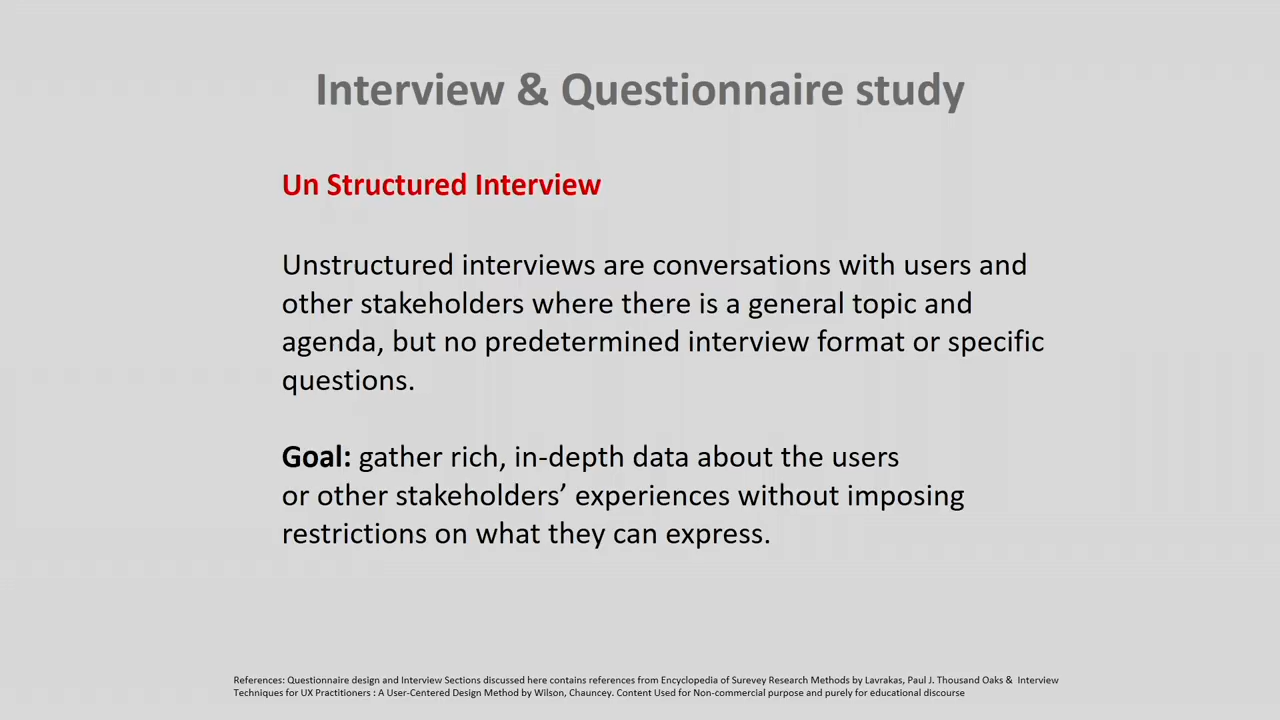 Interview & Questionnaire study
Un Structured Interview
Unstructured interviews are conversations with users and
other stakeholders where there is a general topic and
agenda, but no predetermined interview format or specific
questions.
Goal: gather rich, in-depth data about the users
or other stakeholders’ experiences without imposing
restrictions on what they can express.
References: Questionnaire design and Interview Sections discussed here contains references from Encyclopedia of Surevey Research Methods by Lavrakas, Paul J. Thousand Oaks & Interview
Techniques for UX Practitioners : A User-Centered Design Method by Wilson, Chauncey. Content Used for Non-commercial purpose and purely for educational discourse